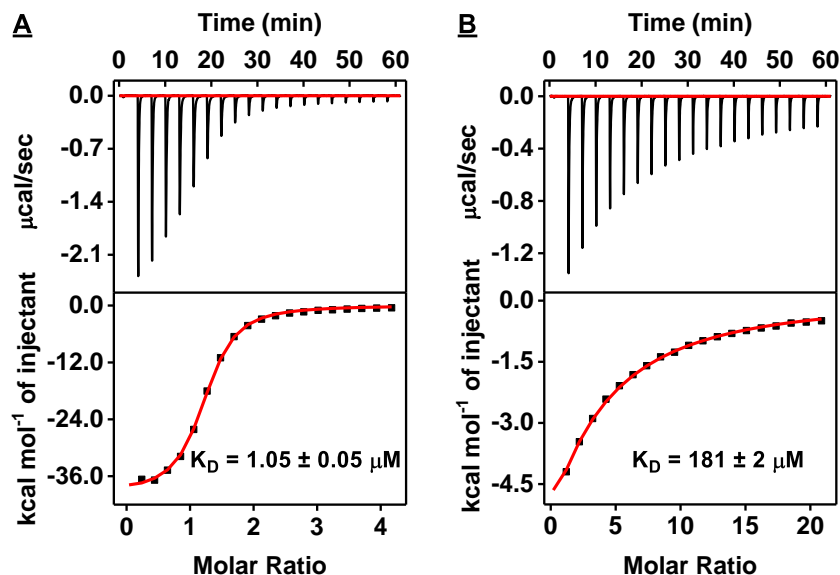 A
Time (min)
0 10 20 30 40 50 60
0.0
-0.7
-1.4
-2.1
μcal/sec
0.0
-12.0
-24.0
-36.0
kcal mol⁻¹ of injectant
K_D = 1.05 ± 0.05 μM
0 1 2 3 4
Molar Ratio
B
Time (min)
0 10 20 30 40 50 60
0.0
-0.4
-0.8
-1.2
μcal/sec
0.0
-1.5
-3.0
-4.5
kcal mol⁻¹ of injectant
K_D = 181 ± 2 μM
0 5 10 15 20
Molar Ratio